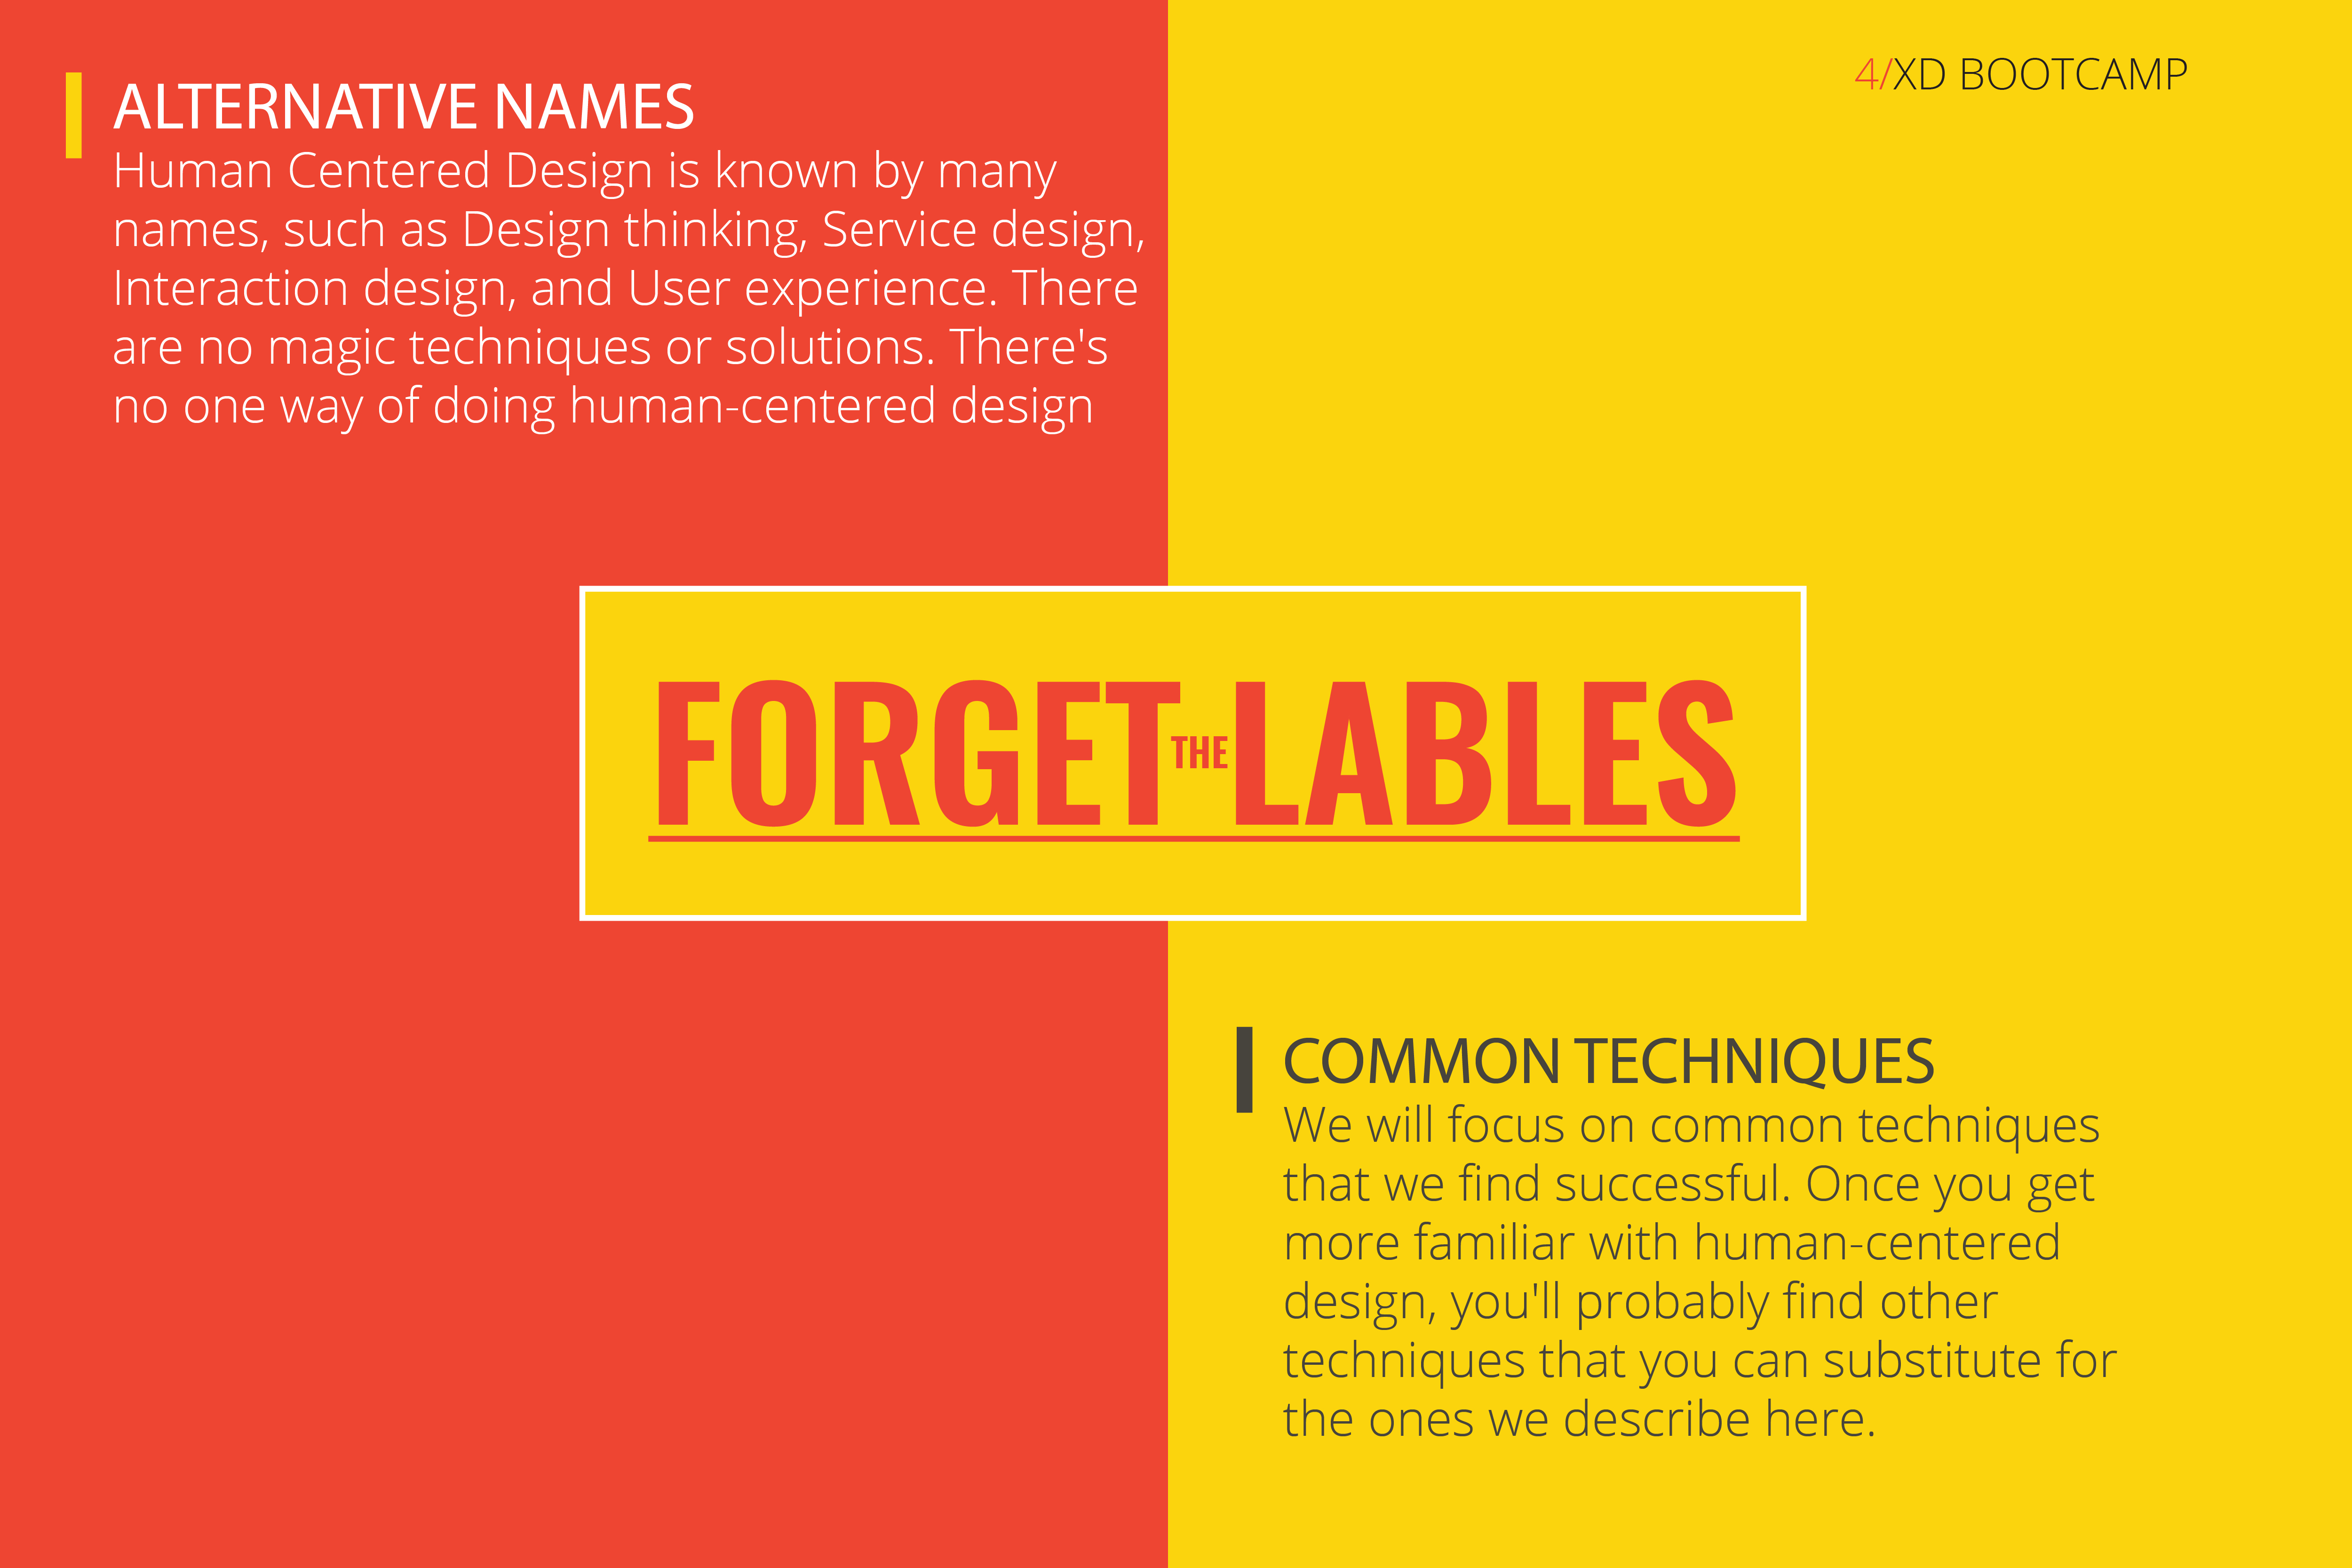 ALTERNATIVE NAMES
Human Centered Design is known by many
names, such as Design thinking, Service design,
Interaction design, and User experience. There
are no magic techniques or solutions. There's
no one way of doing human-centered design
4/XD BOOTCAMP
FORGET THE LABLES
COMMON TECHNIQUES
We will focus on common techniques
that we find successful. Once you get
more familiar with human-centered
design, you'll probably find other
techniques that you can substitute for
the ones we describe here.